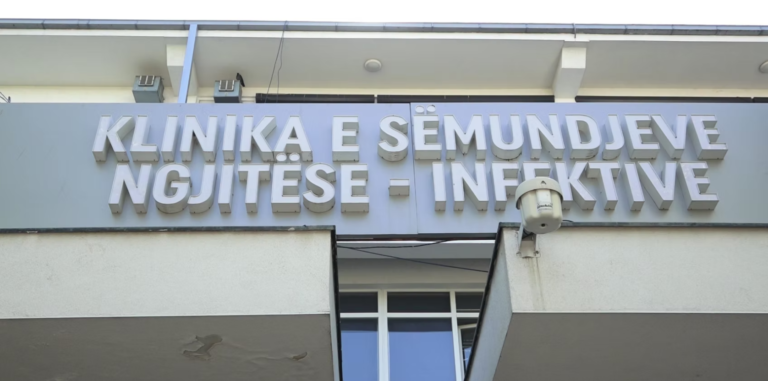 KLINIKA E SËMUNDJEVE
NGJITËSE - INFEKTIVE